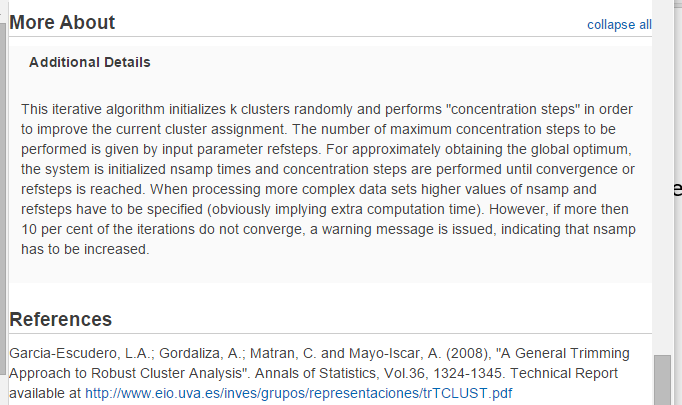 More About
collapse all
Additional Details
This iterative algorithm initializes k clusters randomly and performs "concentration steps" in order
to improve the current cluster assignment. The number of maximum concentration steps to be
performed is given by input parameter refsteps. For approximately obtaining the global optimum,
the system is initialized nsamp times and concentration steps are performed until convergence or
refsteps is reached. When processing more complex data sets higher values of nsamp and
refsteps have to be specified (obviously implying extra computation time). However, if more then
10 per cent of the iterations do not converge, a warning message is issued, indicating that nsamp
has to be increased.
References
Garcia-Escudero, L.A.; Gordaliza, A.; Matran, C. and Mayo-Iscar, A. (2008), "A General Trimming
Approach to Robust Cluster Analysis". Annals of Statistics, Vol.36, 1324-1345. Technical Report
available at http://www.eio.uva.es/inves/grupos/representaciones/trTCLUST.pdf
e